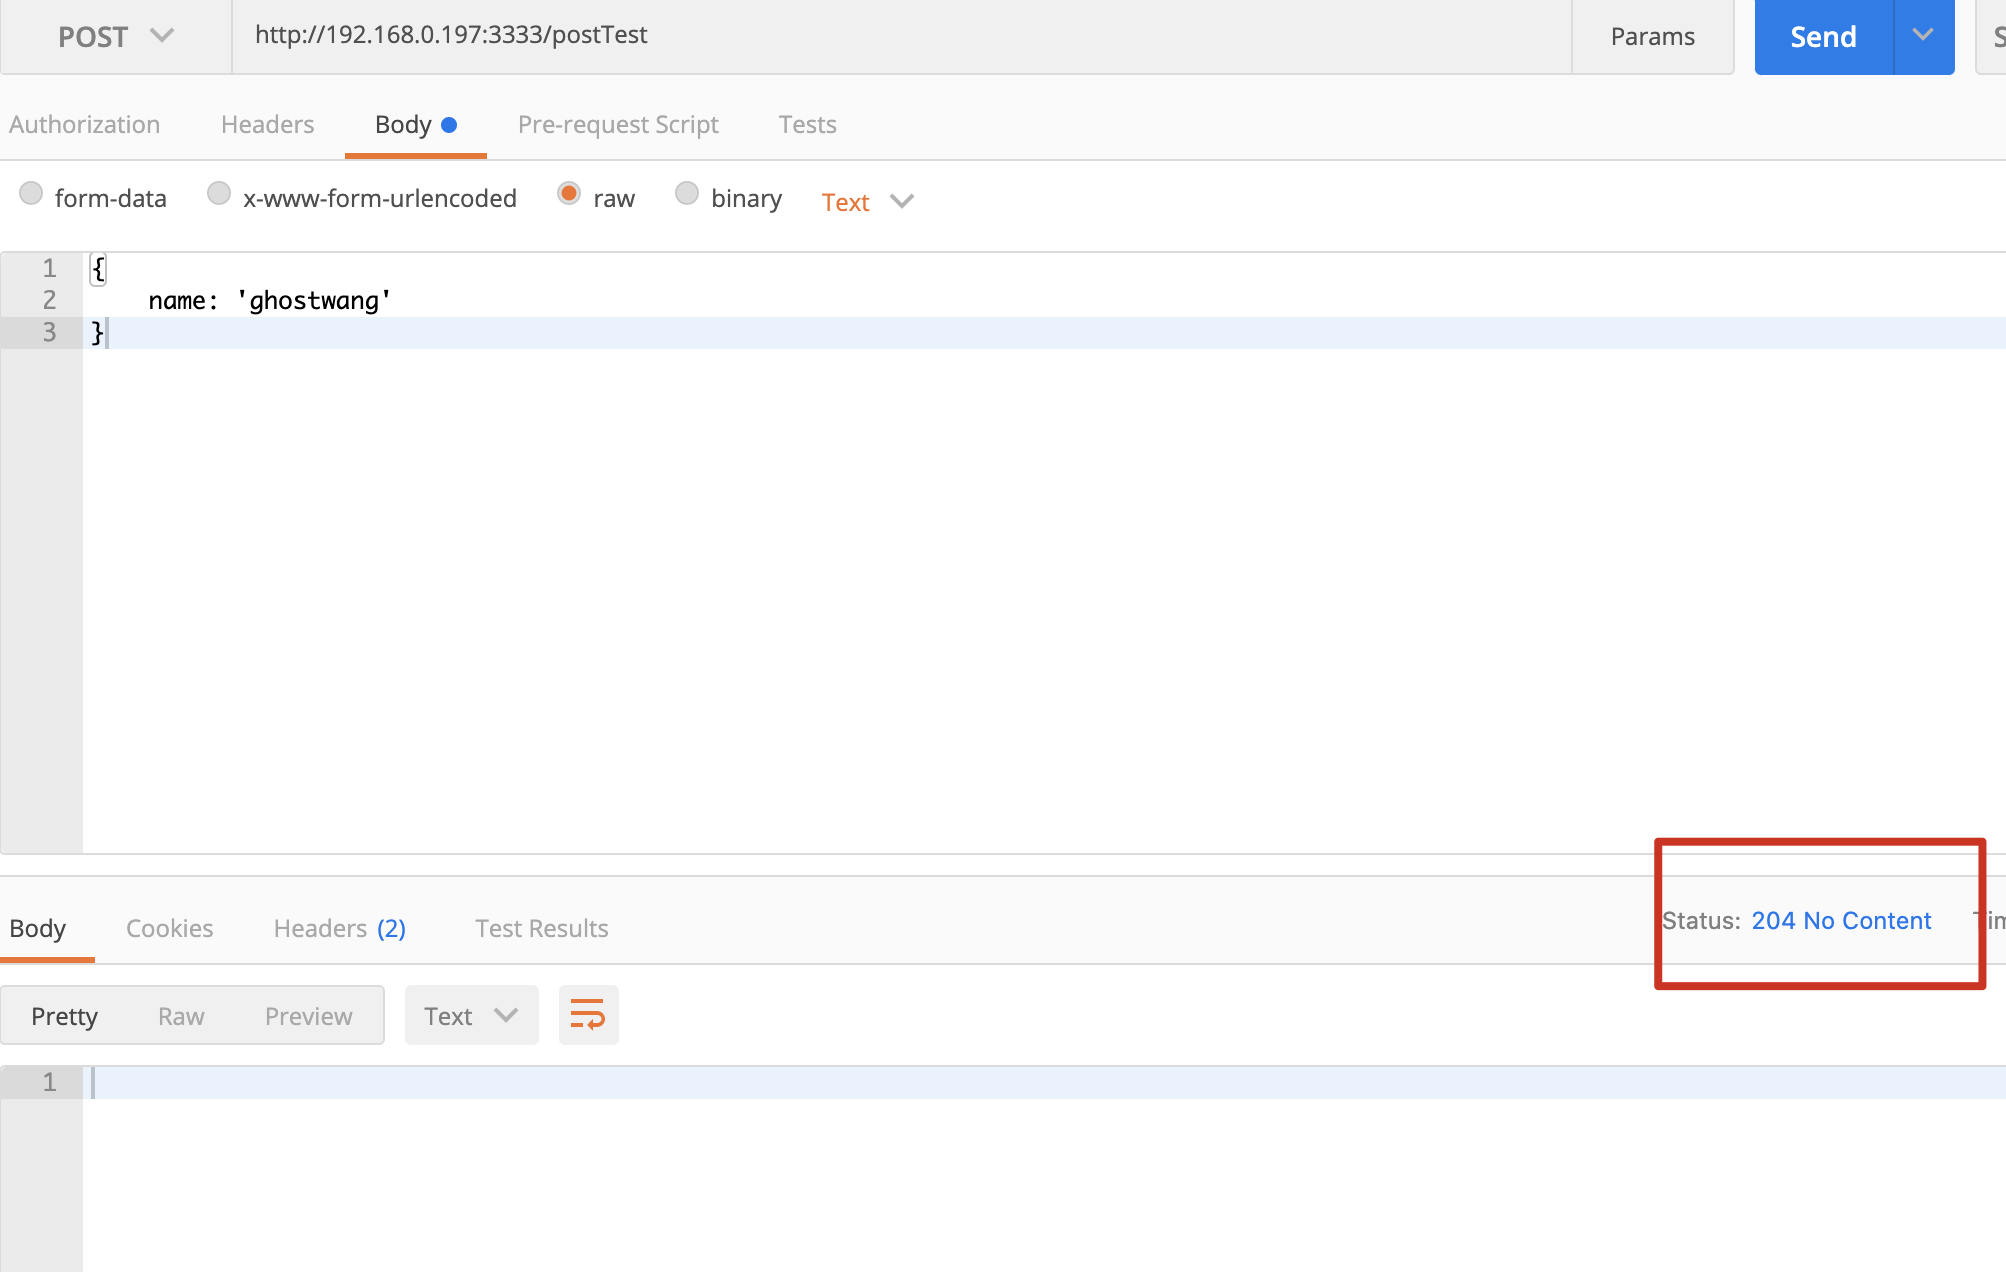 POST http://192.168.0.197:3333/postTest Params Send
Authorization Headers Body Pre-request Script Tests
form-data x-www-form-urlencoded raw binary Text
1 {
2 name: 'ghostwang'
3 }
Body Cookies Headers (2) Test Results Status: 204 No Content
Pretty Raw Preview Text
1